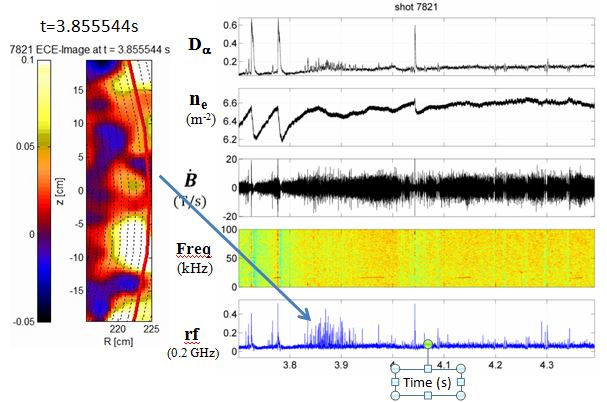 t=3.855544s
7821 ECE-Image at t = 3.855544 s
0.1
0.05
0
-0.05
15
10
5
0
-5
-10
-15
z [cm]
220 225
R [cm]
shot 7821
Dα
0.6
0.4
0.2
0
ne
(m-2)
6.6
6.4
6.2
Ḃ
(T/s)
20
0
-20
Freq
(kHz)
100
50
0
rf
(0.2 GHz)
0.4
0.2
0
3.8 3.9 4 4.1 4.2 4.3
Time (s)